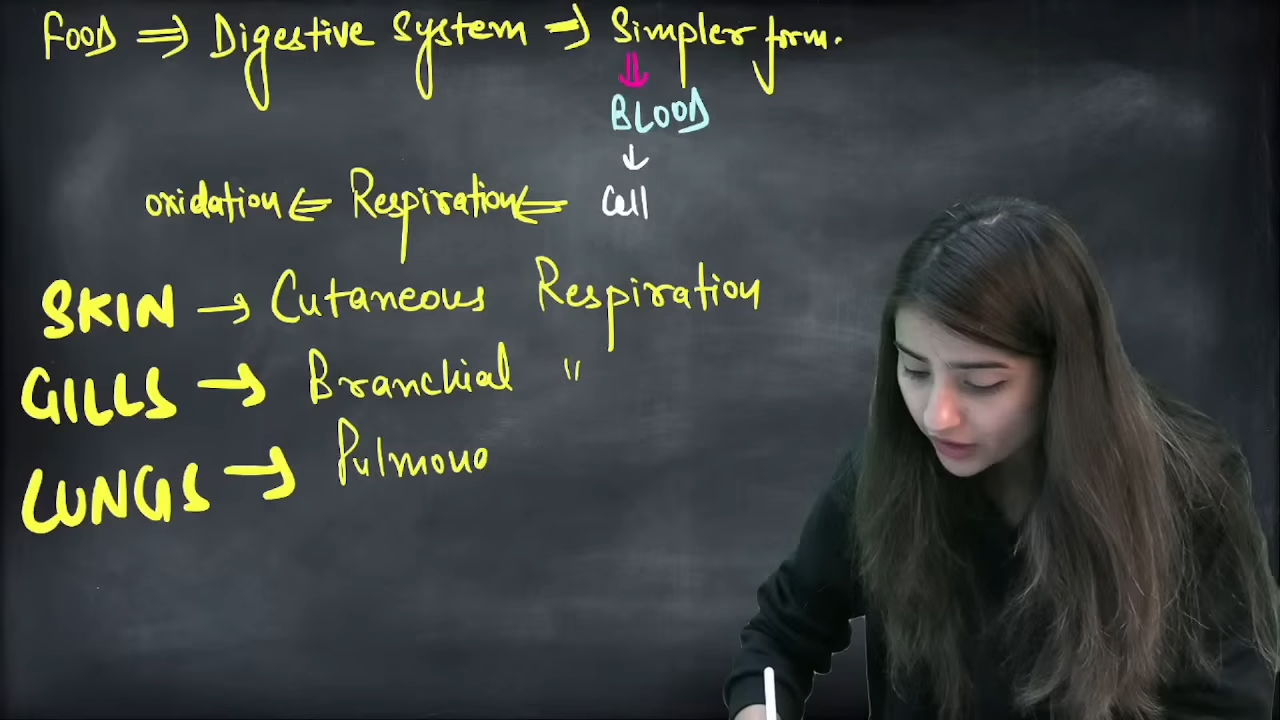 FOOD ⇒ Digestive System → Simpler form.
⇓
BLOOD
↓
oxidation ⇐ Respiration ⇐ Cell
SKIN → Cutaneous Respiration
GILLS → Branchial "
LUNGS → Pulmono